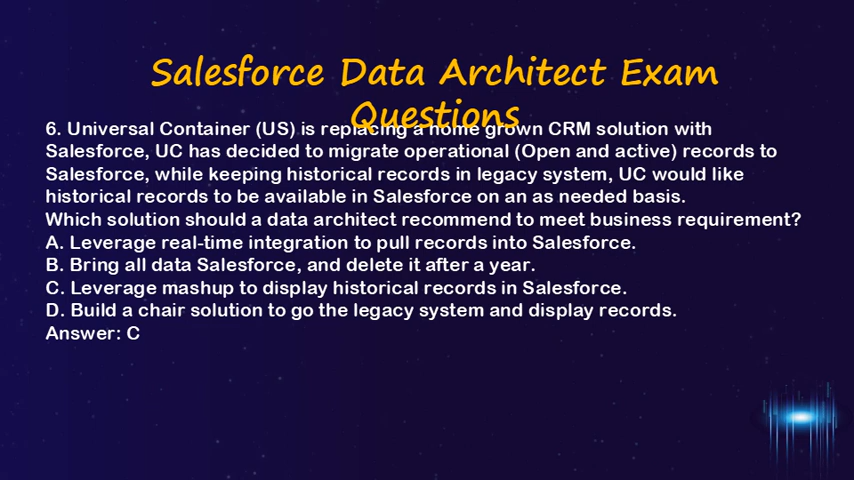 Salesforce Data Architect Exam
Questions
6. Universal Container (US) is replacing a home grown CRM solution with
Salesforce, UC has decided to migrate operational (Open and active) records to
Salesforce, while keeping historical records in legacy system, UC would like
historical records to be available in Salesforce on an as needed basis.
Which solution should a data architect recommend to meet business requirement?
A. Leverage real-time integration to pull records into Salesforce.
B. Bring all data Salesforce, and delete it after a year.
C. Leverage mashup to display historical records in Salesforce.
D. Build a chair solution to go the legacy system and display records.
Answer: C